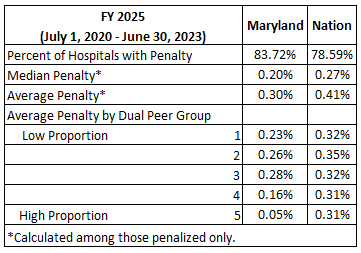 FY 2025
(July 1, 2020 - June 30, 2023) Maryland Nation
Percent of Hospitals with Penalty 83.72% 78.59%
Median Penalty* 0.20% 0.27%
Average Penalty* 0.30% 0.41%
Average Penalty by Dual Peer Group
Low Proportion 1 0.23% 0.32%
2 0.26% 0.35%
3 0.28% 0.32%
4 0.16% 0.31%
High Proportion 5 0.05% 0.31%
*Calculated among those penalized only.